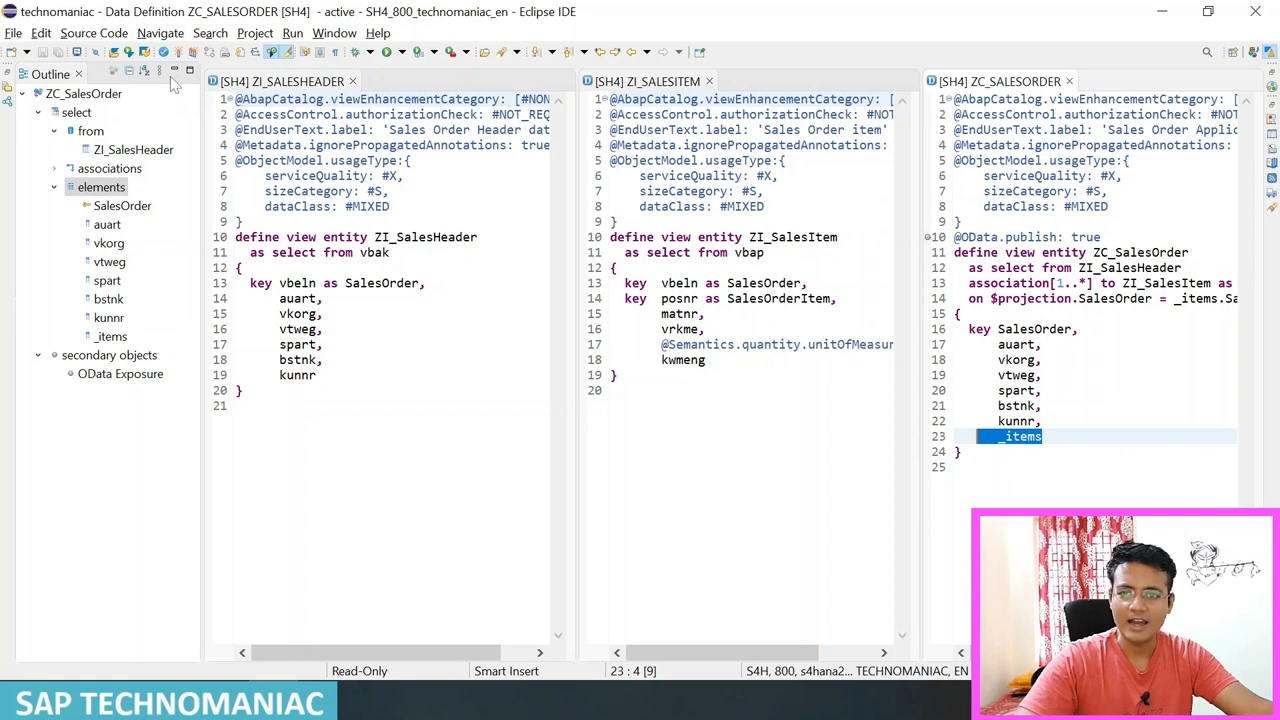 technomaniac - Data Definition ZC_SALESORDER [SH4] - active - SH4_800_technomaniac_en - Eclipse IDE
File Edit Source Code Navigate Search Project Run Window Help
Outline
ZC_SalesOrder
select
from
ZI_SalesHeader
associations
elements
SalesOrder
auart
vkorg
vtweg
spart
bstnk
kunnr
_items
secondary objects
OData Exposure
[SH4] ZI_SALESHEADER
1 @AbapCatalog.viewEnhancementCategory: [#NON
2 @AccessControl.authorizationCheck: #NOT_REQ
3 @EndUserText.label: 'Sales Order Header dat
4 @Metadata.ignorePropagatedAnnotations: true
5 @ObjectModel.usageType:{
6 serviceQuality: #X,
7 sizeCategory: #S,
8 dataClass: #MIXED
9 }
10 define view entity ZI_SalesHeader
11 as select from vbak
12 {
13 key vbeln as SalesOrder,
14 auart,
15 vkorg,
16 vtweg,
17 spart,
18 bstnk,
19 kunnr
20 }
21
[SH4] ZI_SALESITEM
1 @AbapCatalog.viewEnhancementCategory: [
2 @AccessControl.authorizationCheck: #NOT
3 @EndUserText.label: 'Sales Order item'
4 @Metadata.ignorePropagatedAnnotations:
5 @ObjectModel.usageType:{
6 serviceQuality: #X,
7 sizeCategory: #S,
8 dataClass: #MIXED
9 }
10 define view entity ZI_SalesItem
11 as select from vbap
12 {
13 key vbeln as SalesOrder,
14 key posnr as SalesOrderItem,
15 matnr,
16 vrkme,
17 @Semantics.quantity.unitOfMeasur
18 kwmeng
19 }
20
[SH4] ZC_SALESORDER
1 @AbapCatalog.viewEnhancementCategory:
2 @AccessControl.authorizationCheck: #NOT
3 @EndUserText.label: 'Sales Order Applic
4 @Metadata.ignorePropagatedAnnotations:
5 @ObjectModel.usageType:{
6 serviceQuality: #X,
7 sizeCategory: #S,
8 dataClass: #MIXED
9 }
10 @OData.publish: true
11 define view entity ZC_SalesOrder
12 as select from ZI_SalesHeader
13 association[1..*] to ZI_SalesItem as
14 on $projection.SalesOrder = _items.Sa
15 {
16 key SalesOrder,
17 auart,
18 vkorg,
19 vtweg,
20 spart,
21 bstnk,
22 kunnr,
23 _items
24 }
25
Read-Only Smart Insert 23 : 4 [9] S4H, 800, s4hana2... TECHNOMANIAC, EN
SAP TECHNOMANIAC